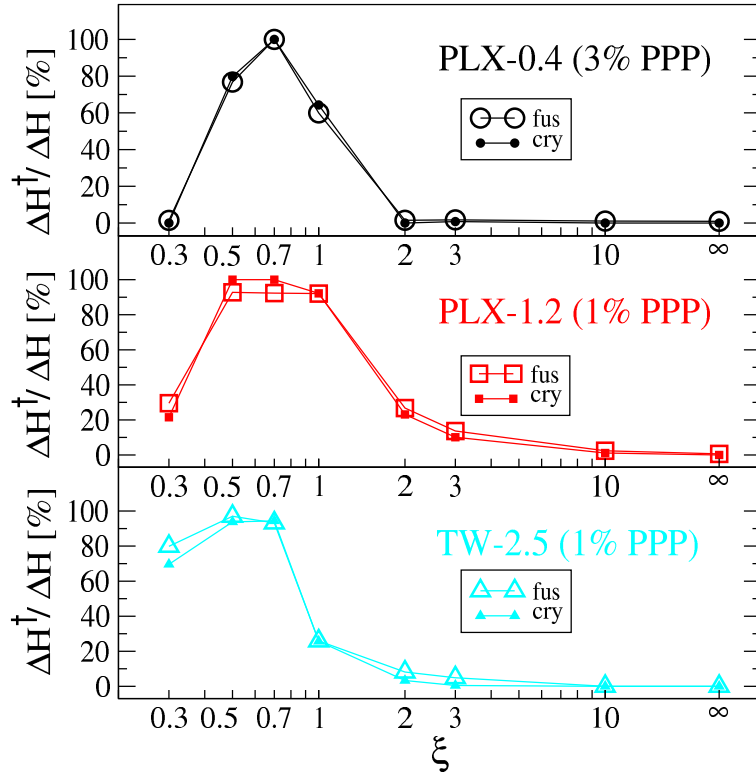 100
80
60
40
20
0
ΔH†/ ΔH [%]
PLX-0.4 (3% PPP)
fus
cry
0.3 0.5 0.7 1 2 3 10 ∞
100
80
60
40
20
0
ΔH†/ ΔH [%]
PLX-1.2 (1% PPP)
fus
cry
0.3 0.5 0.7 1 2 3 10 ∞
100
80
60
40
20
0
ΔH†/ ΔH [%]
TW-2.5 (1% PPP)
fus
cry
0.3 0.5 0.7 1 2 3 10 ∞
ξ